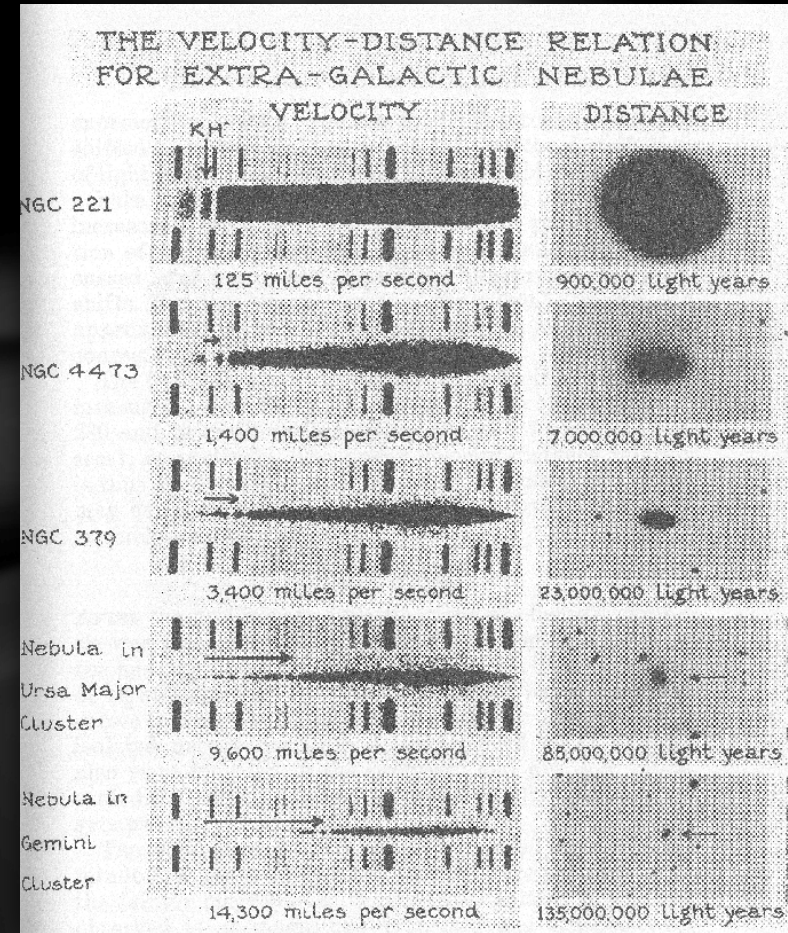 THE VELOCITY-DISTANCE RELATION
FOR EXTRA-GALACTIC NEBULAE
VELOCITY DISTANCE
KH
NGC 221
125 miles per second 900,000 light years
NGC 4473
1,400 miles per second 7,000,000 light years
NGC 379
3,400 miles per second 23,000,000 light years
Nebula in
Ursa Major
Cluster
9,600 miles per second 85,000,000 light years
Nebula in
Gemini
Cluster
14,300 miles per second 135,000,000 light years